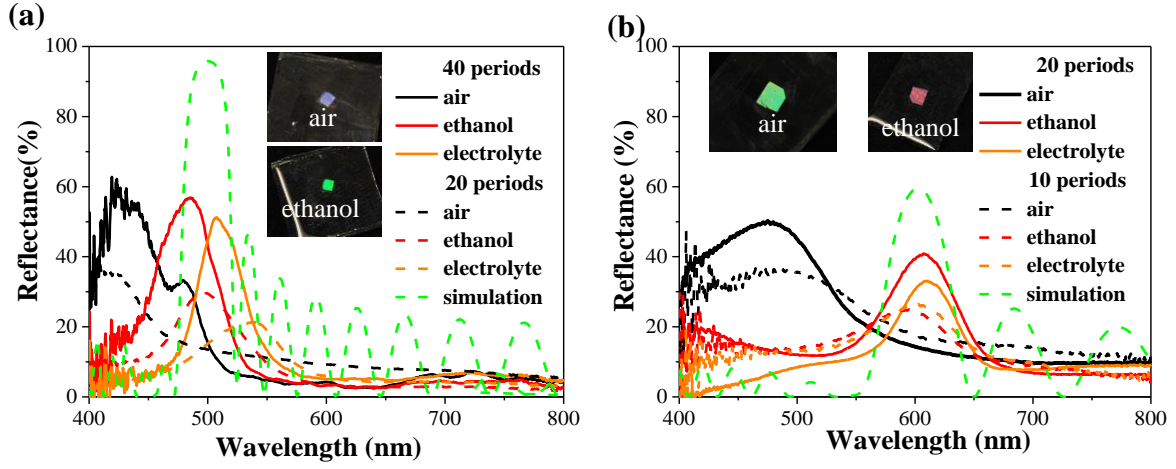 (a)
Reflectance(%)
100
80
60
40
20
0
400
500
600
700
800
Wavelength (nm)
40 periods
air
ethanol
electrolyte
20 periods
air
ethanol
electrolyte
simulation
air
ethanol
(b)
Reflectance (%)
100
80
60
40
20
0
400
500
600
700
800
Wavelength (nm)
air
ethanol
20 periods
air
ethanol
electrolyte
10 periods
air
ethanol
electrolyte
simulation